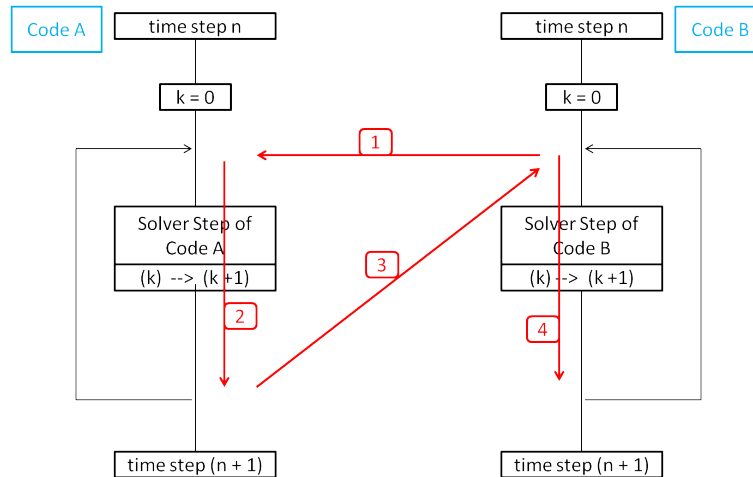 Code A
time step n
time step n
Code B
k = 0
k = 0
1
Solver Step of
Code A
(k) --> (k +1)
Solver Step of
Code B
(k) --> (k +1)
3
2
4
time step (n + 1)
time step (n + 1)